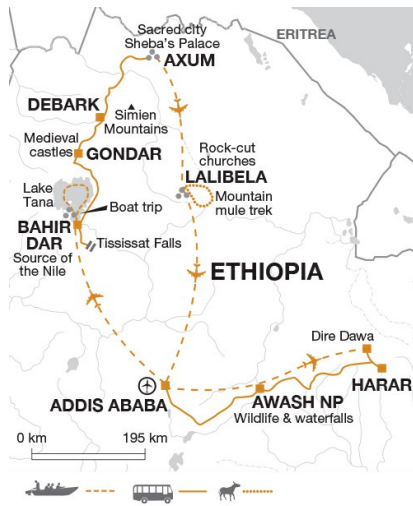 Sacred city
Sheba's Palace
AXUM
ERITREA
DEBARK
Simien
Mountains
Medieval
castles
GONDAR
Rock-cut
churches
LALIBELA
Mountain
mule trek
Lake
Tana
Boat trip
BAHIR
DAR
Source of
the Nile
Tississat Falls
ETHIOPIA
Dire Dawa
HARAR
ADDIS ABABA
AWASH NP
Wildlife & waterfalls
0 km 195 km